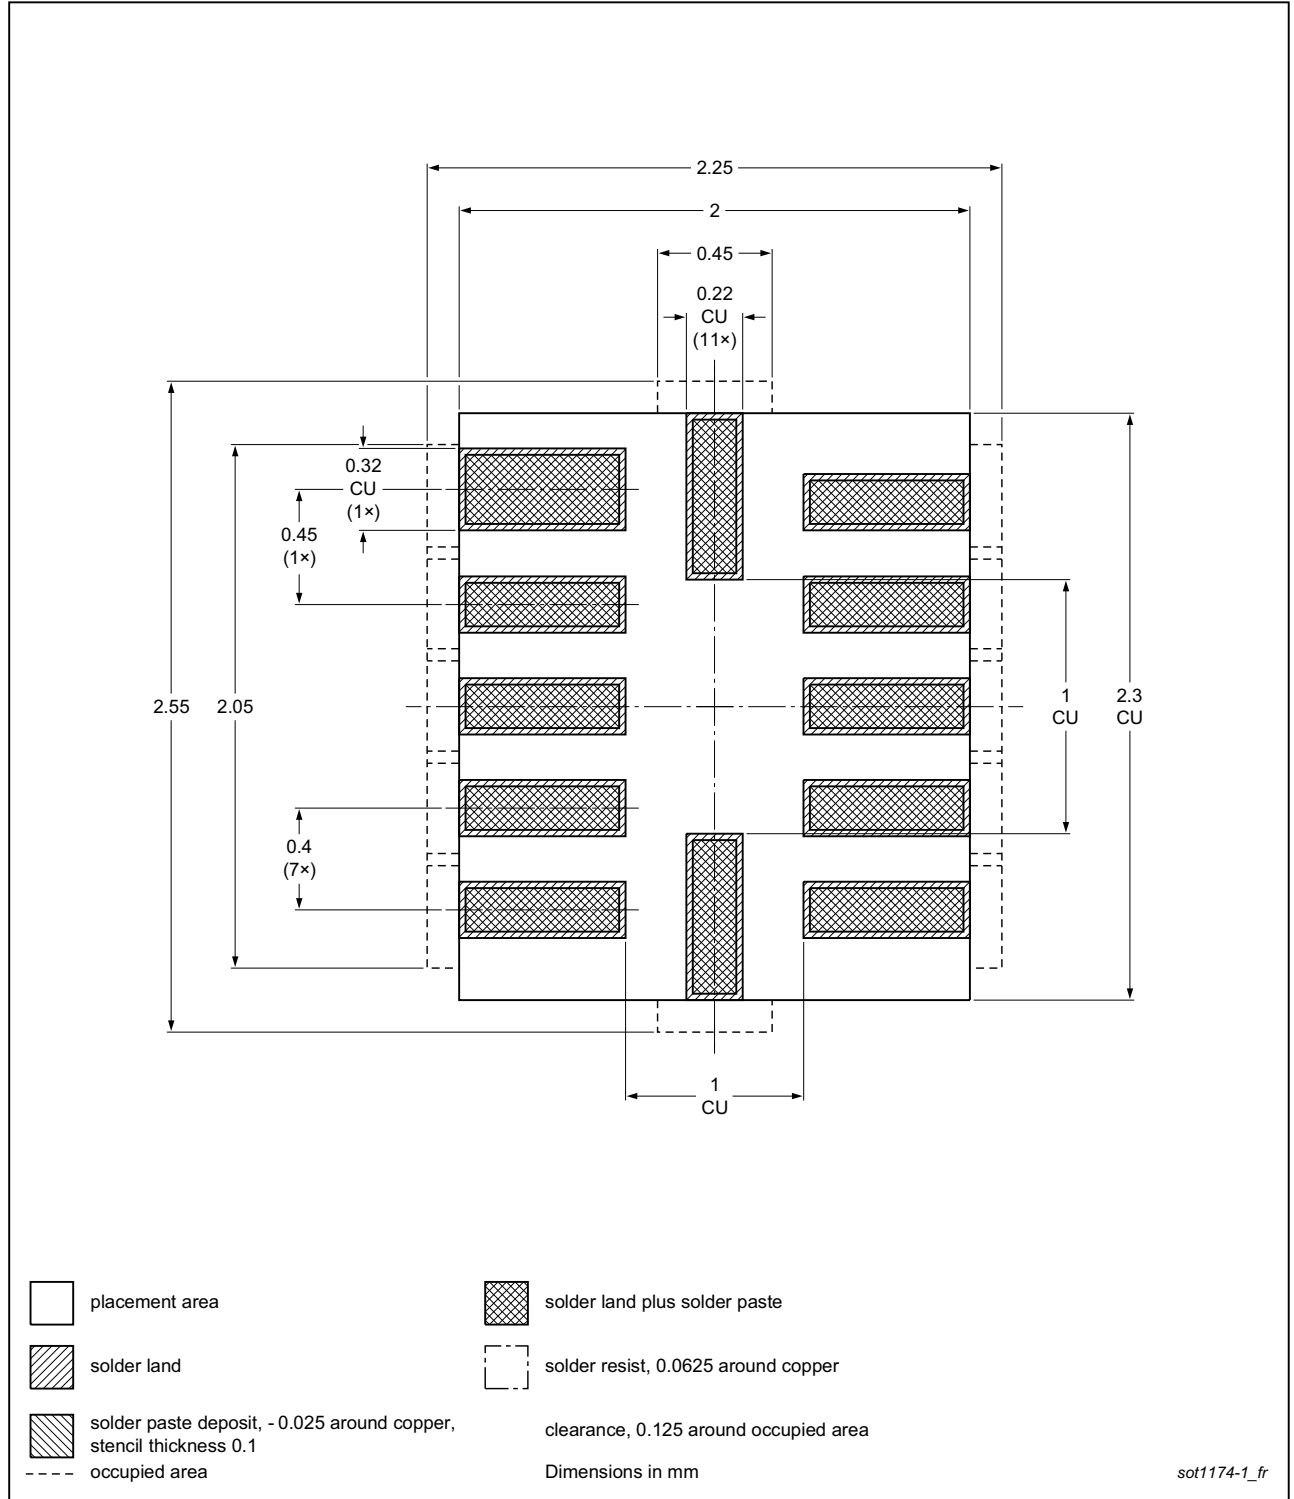 2.25
2
0.45
0.22
CU
(11×)
0.32
CU
(1×)
0.45
(1×)
2.55
2.05
1
CU
2.3
CU
0.4
(7×)
1
CU
placement area
solder land plus solder paste
solder land
solder resist, 0.0625 around copper
solder paste deposit, - 0.025 around copper,
stencil thickness 0.1
clearance, 0.125 around occupied area
occupied area
Dimensions in mm
sot1174-1_fr